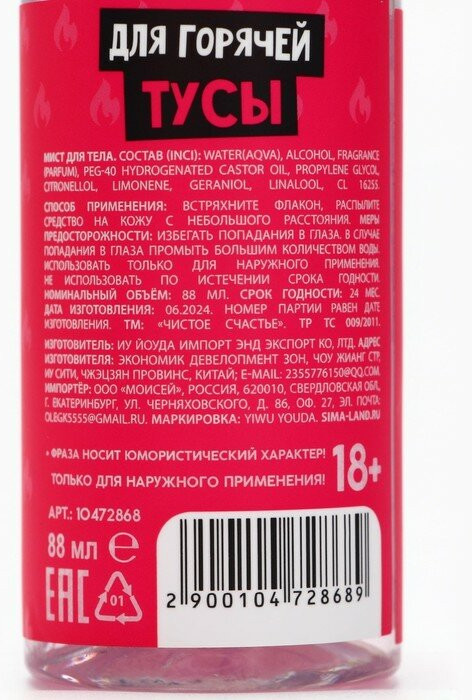 ДЛЯ ГОРЯЧЕЙ
ТУСЫ
МИСТ ДЛЯ ТЕЛА. СОСТАВ (INCI): WATER(AQVA), ALCOHOL, FRAGRANCE
(PARFUM), PEG-40 HYDROGENATED CASTOR OIL, PROPYLENE GLYCOL,
CITRONELLOL, LIMONENE, GERANIOL, LINALOOL, CL 16255.
СПОСОБ ПРИМЕНЕНИЯ: ВСТРЯХНИТЕ ФЛАКОН, РАСПЫЛИТЕ
СРЕДСТВО НА КОЖУ С НЕБОЛЬШОГО РАССТОЯНИЯ. МЕРЫ
ПРЕДОСТОРОЖНОСТИ: ИЗБЕГАТЬ ПОПАДАНИЯ В ГЛАЗА. В СЛУЧАЕ
ПОПАДАНИЯ В ГЛАЗА ПРОМЫТЬ БОЛЬШИМ КОЛИЧЕСТВОМ ВОДЫ.
ИСПОЛЬЗОВАТЬ ТОЛЬКО ДЛЯ НАРУЖНОГО ПРИМЕНЕНИЯ.
НЕ ИСПОЛЬЗОВАТЬ ПО ИСТЕЧЕНИИ СРОКА ГОДНОСТИ.
НОМИНАЛЬНЫЙ ОБЪЁМ: 88 МЛ. СРОК ГОДНОСТИ: 24 МЕС.
ДАТА ИЗГОТОВЛЕНИЯ: 06.2024. НОМЕР ПАРТИИ РАВЕН ДАТЕ
ИЗГОТОВЛЕНИЯ. ТМ: «ЧИСТОЕ СЧАСТЬЕ». ТР ТС 009/2011.
ИЗГОТОВИТЕЛЬ: ИУ ЙОУДА ИМПОРТ ЭНД ЭКСПОРТ КО, ЛТД. АДРЕС
ИЗГОТОВИТЕЛЯ: ЭКОНОМИК ДЕВЕЛОПМЕНТ ЗОН, ЧОУ ЖИАНГ СТР,
ИУ СИТИ, ЧЖЭЦЗЯН ПРОВИНС, КИТАЙ; E-MAIL: 2355776150@QQ.COM.
ИМПОРТЁР: ООО «МОИСЕЙ», РОССИЯ, 620010, СВЕРДЛОВСКАЯ ОБЛ.,
Г. ЕКАТЕРИНБУРГ, УЛ. ЧЕРНЯХОВСКОГО, Д. 86, ОФ. 27, ЭЛ. ПОЧТА:
OLEGK5555@GMAIL.RU. МАРКИРОВКА: YIWU YOUDA. SIMA-LAND.RU
• ФРАЗА НОСИТ ЮМОРИСТИЧЕСКИЙ ХАРАКТЕР!
ТОЛЬКО ДЛЯ НАРУЖНОГО ПРИМЕНЕНИЯ!
18+
АРТ.: 10472868
88 МЛ ℮
EAC
01
2 900104 728689